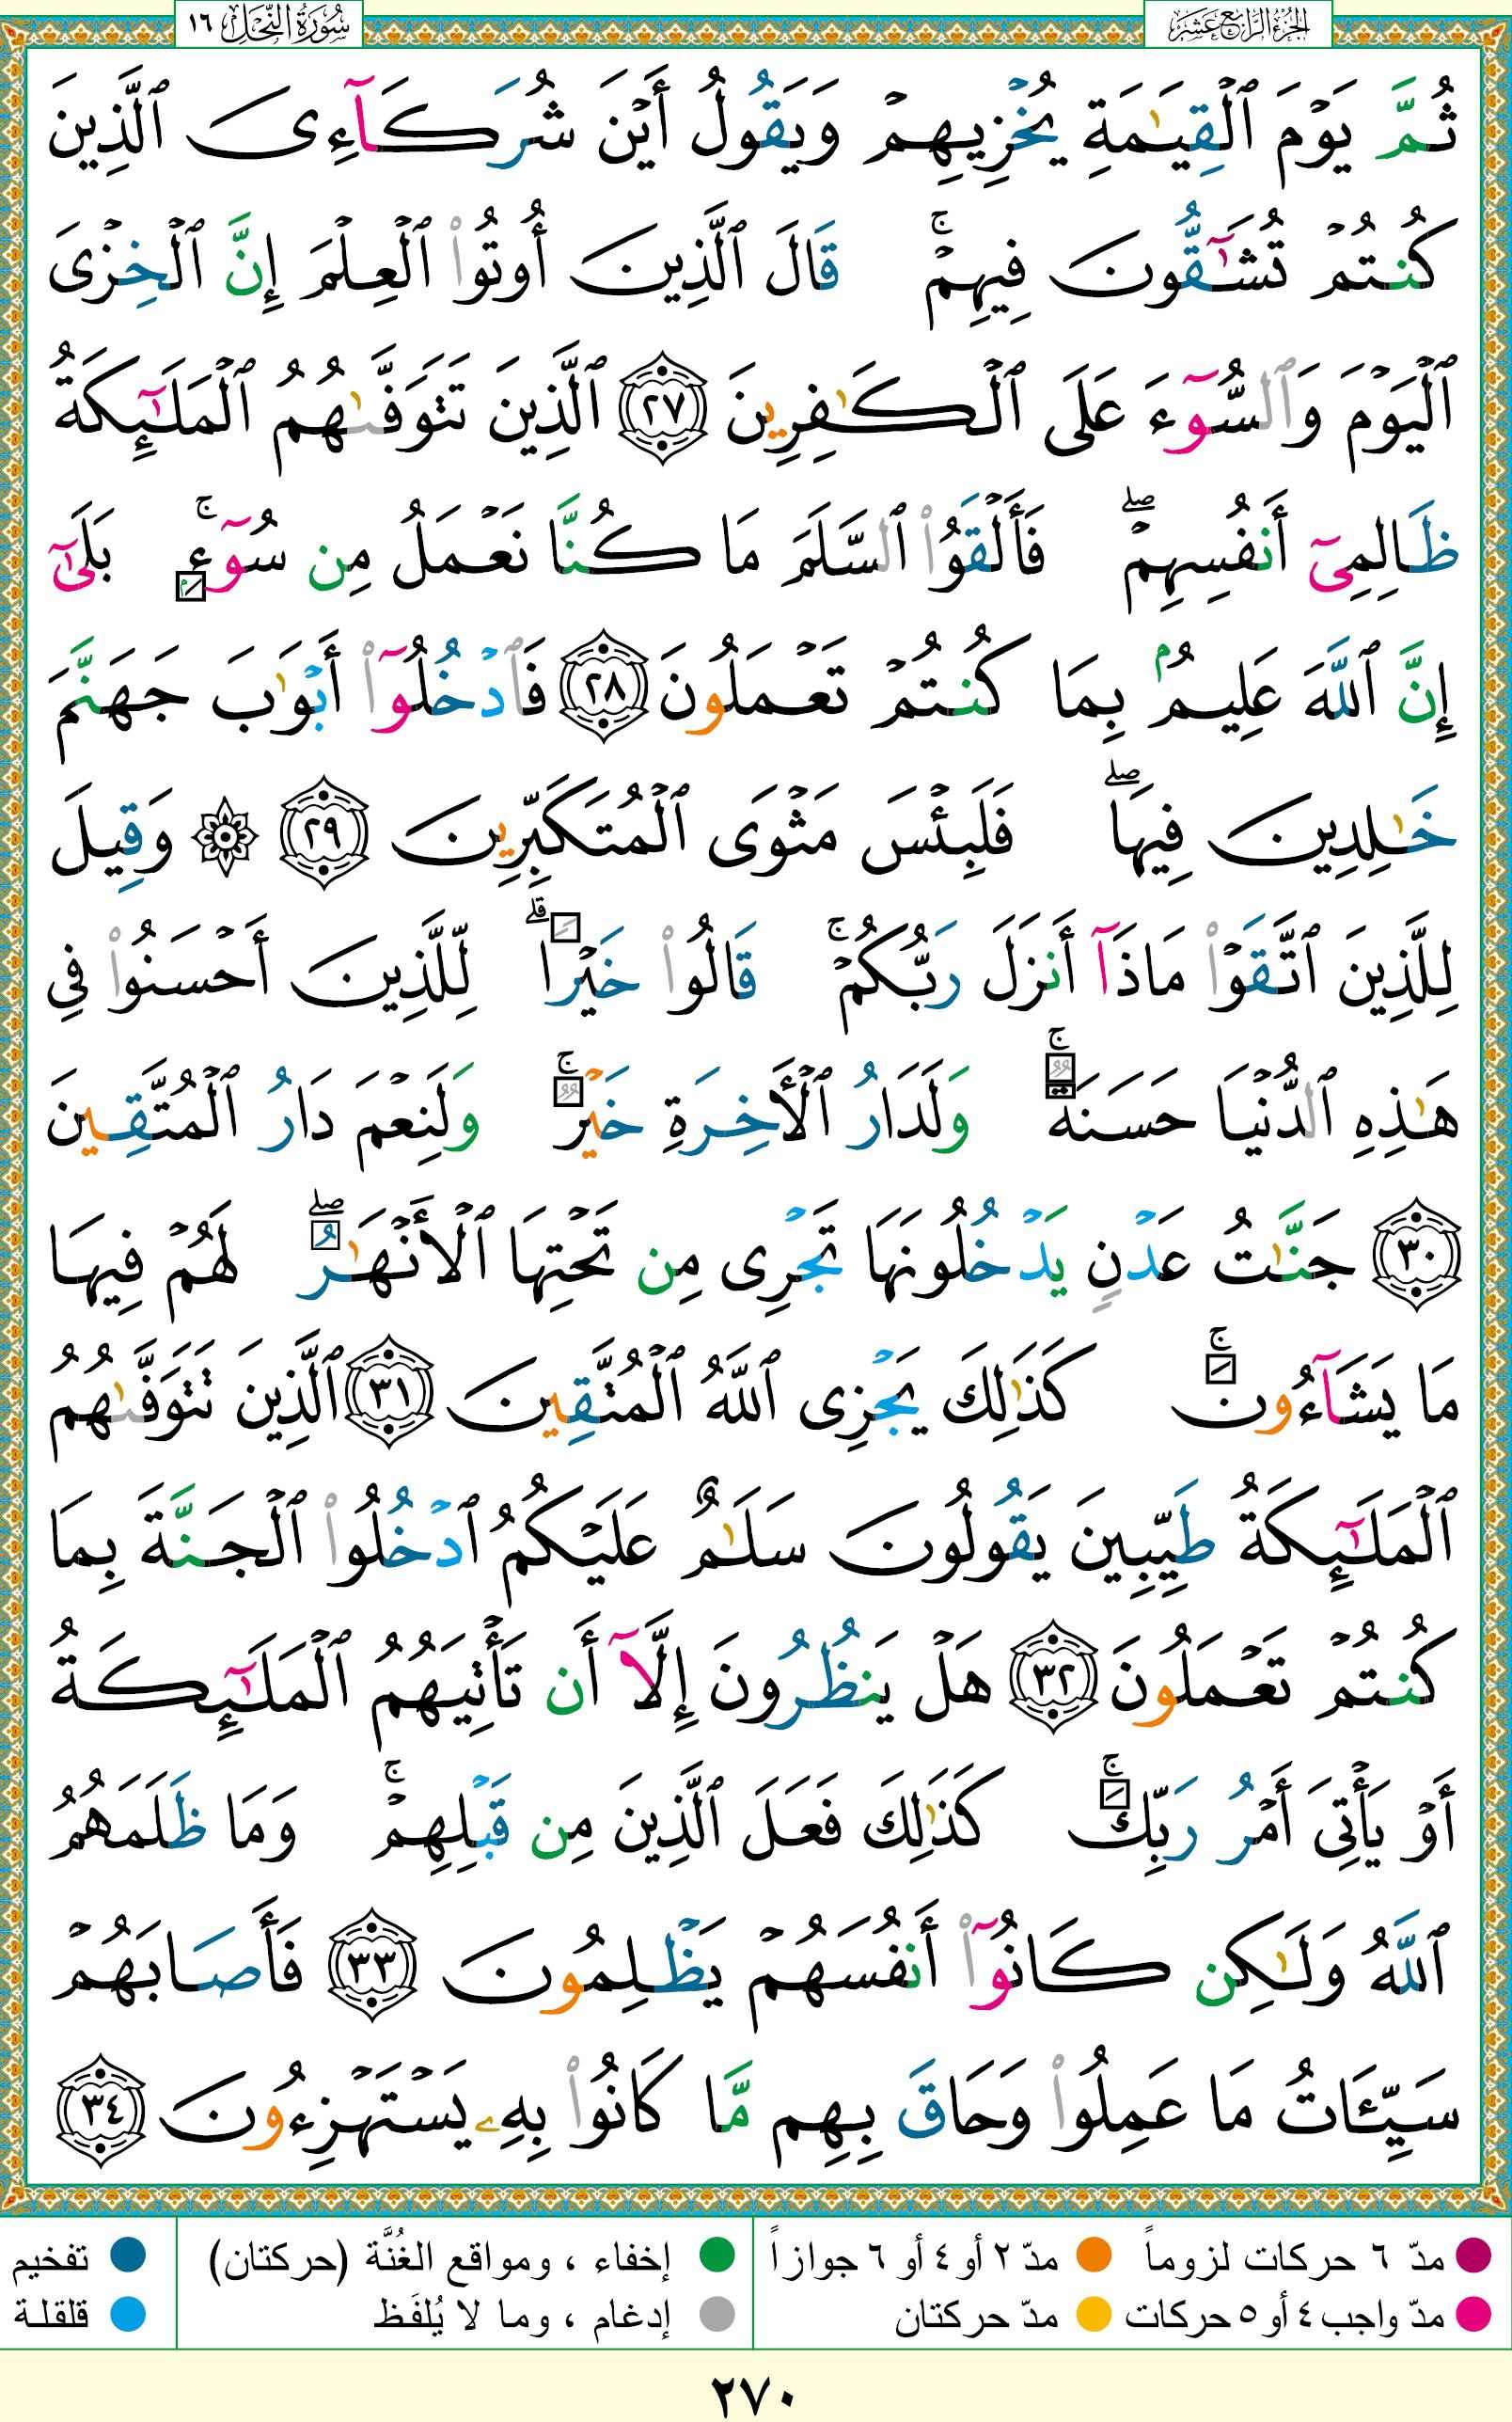 الجزء الرابع عشر
سورة النحل ١٦
ثُمَّ يَوْمَ ٱلْقِيَـٰمَةِ يُخْزِيهِمْ وَيَقُولُ أَيْنَ شُرَكَآءِىَ ٱلَّذِينَ
كُنتُمْ تُشَـٰٓقُّونَ فِيهِمْ ۚ قَالَ ٱلَّذِينَ أُوتُوا۟ ٱلْعِلْمَ إِنَّ ٱلْخِزْىَ
ٱلْيَوْمَ وَٱلسُّوٓءَ عَلَى ٱلْكَـٰفِرِينَ ٢٧ ٱلَّذِينَ تَتَوَفَّىٰهُمُ ٱلْمَلَـٰٓئِكَةُ
ظَالِمِىٓ أَنفُسِهِمْ ۖ فَأَلْقَوُا۟ ٱلسَّلَمَ مَا كُنَّا نَعْمَلُ مِن سُوٓءٍۭ ۚ بَلَىٰٓ
إِنَّ ٱللَّهَ عَلِيمٌۢ بِمَا كُنتُمْ تَعْمَلُونَ ٢٨ فَٱدْخُلُوٓا۟ أَبْوَٰبَ جَهَنَّمَ
خَـٰلِدِينَ فِيهَا ۖ فَلَبِئْسَ مَثْوَى ٱلْمُتَكَبِّرِينَ ٢٩ ۞ وَقِيلَ
لِلَّذِينَ ٱتَّقَوْا۟ مَاذَآ أَنزَلَ رَبُّكُمْ ۚ قَالُوا۟ خَيْرًا ۗ لِّلَّذِينَ أَحْسَنُوا۟ فِى
هَـٰذِهِ ٱلدُّنْيَا حَسَنَةٌ ۚ وَلَدَارُ ٱلْأَخِرَةِ خَيْرٌ ۚ وَلَنِعْمَ دَارُ ٱلْمُتَّقِينَ
٣٠ جَنَّـٰتُ عَدْنٍ يَدْخُلُونَهَا تَجْرِى مِن تَحْتِهَا ٱلْأَنْهَـٰرُ ۖ لَهُمْ فِيهَا
مَا يَشَآءُونَ ۚ كَذَٰلِكَ يَجْزِى ٱللَّهُ ٱلْمُتَّقِينَ ٣١ ٱلَّذِينَ تَتَوَفَّىٰهُمُ
ٱلْمَلَـٰٓئِكَةُ طَيِّبِينَ يَقُولُونَ سَلَـٰمٌ عَلَيْكُمُ ٱدْخُلُوا۟ ٱلْجَنَّةَ بِمَا
كُنتُمْ تَعْمَلُونَ ٣٢ هَلْ يَنظُرُونَ إِلَّآ أَن تَأْتِيَهُمُ ٱلْمَلَـٰٓئِكَةُ
أَوْ يَأْتِىَ أَمْرُ رَبِّكَ ۚ كَذَٰلِكَ فَعَلَ ٱلَّذِينَ مِن قَبْلِهِمْ ۚ وَمَا ظَلَمَهُمُ
ٱللَّهُ وَلَـٰكِن كَانُوٓا۟ أَنفُسَهُمْ يَظْلِمُونَ ٣٣ فَأَصَابَهُمْ
سَيِّـَٔاتُ مَا عَمِلُوا۟ وَحَاقَ بِهِم مَّا كَانُوا۟ بِهِۦ يَسْتَهْزِءُونَ ٣٤
مدّ ٦ حركات لزوماً مدّ ٢ أو ٤ أو ٦ جوازاً إخفاء ، ومواقع الغُنَّة (حركتان) تفخيم
مدّ واجب ٤ أو ٥ حركات مدّ حركتان إدغام ، وما لا يُلفَظ قلقلة
٢٧٠